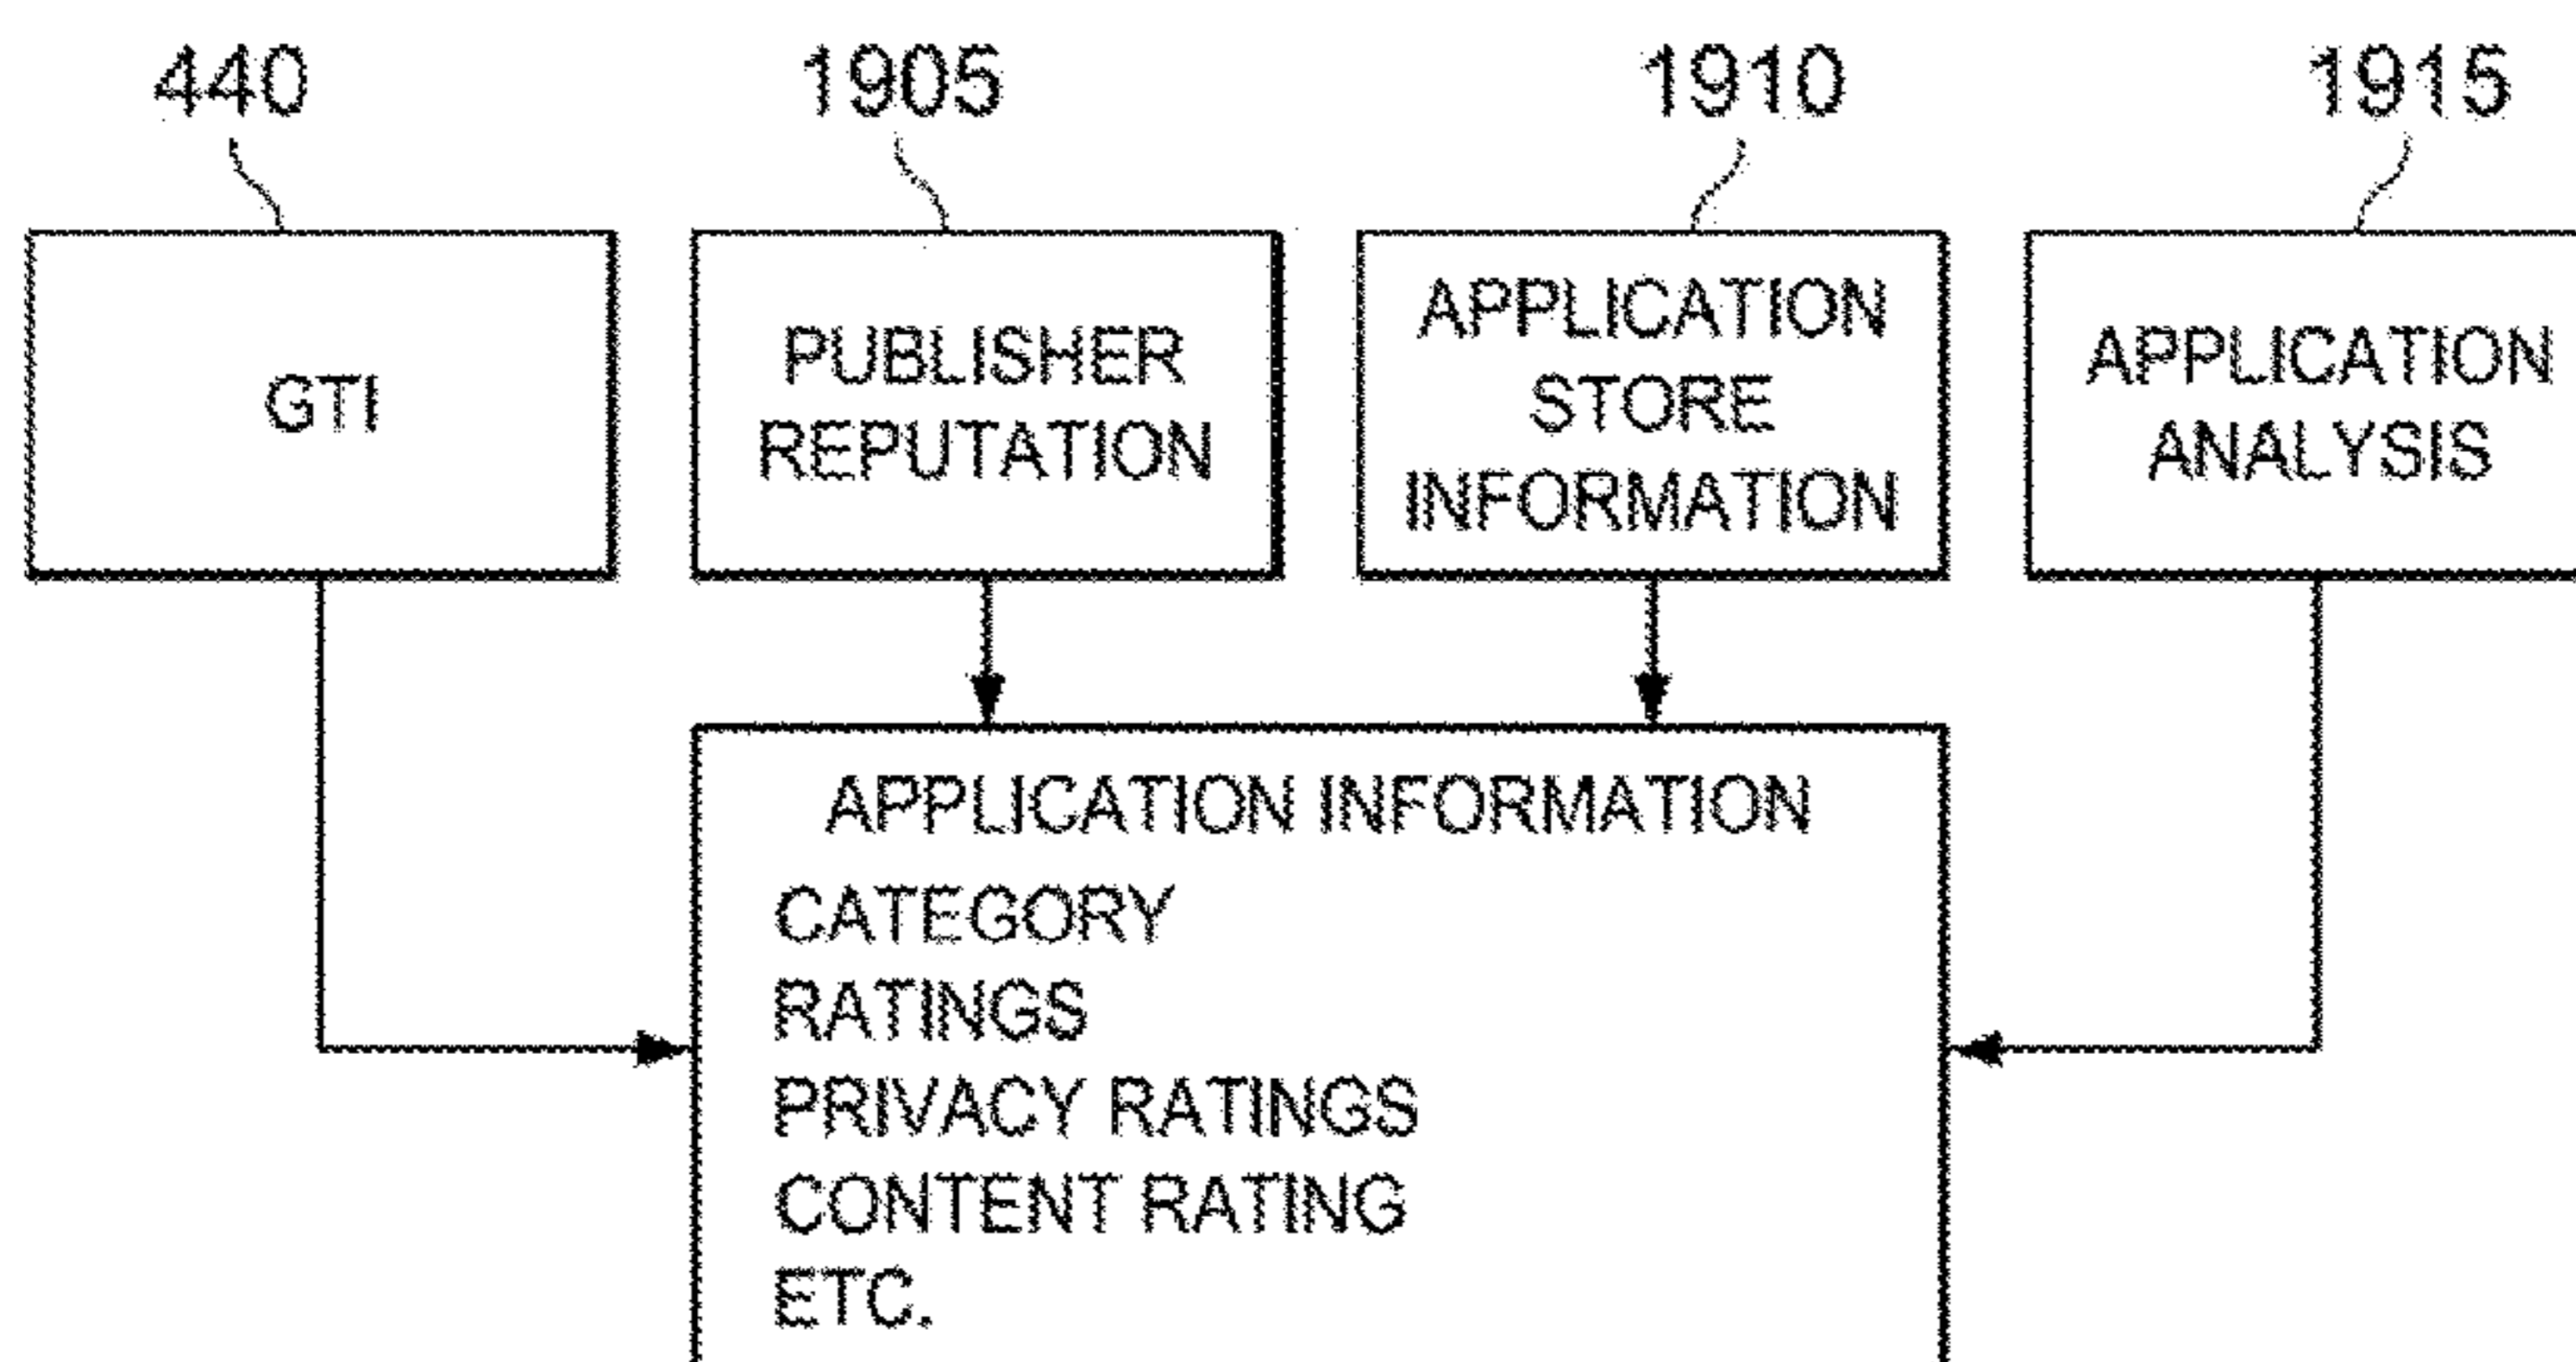 440
1905
1910
1915
GTI
PUBLISHER
REPUTATION
APPLICATION
STORE
INFORMATION
APPLICATION
ANALYSIS
APPLICATION INFORMATION
CATEGORY
RATINGS
PRIVACY RATINGS
CONTENT RATING
ETC.